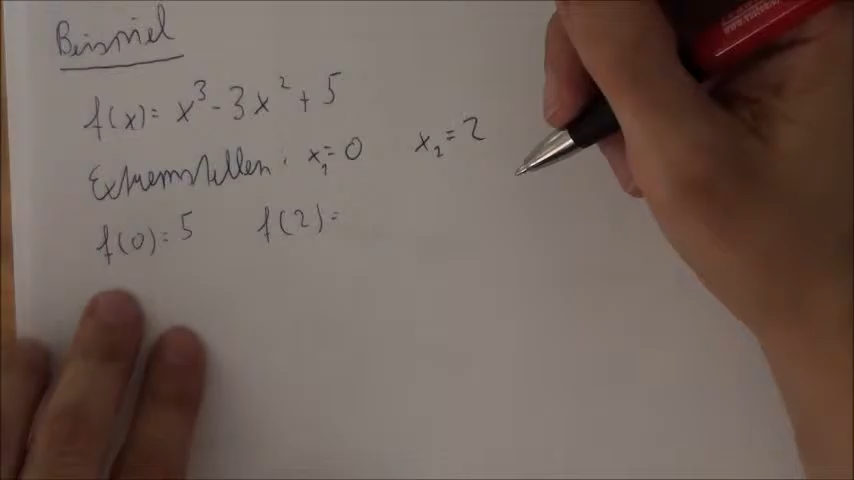 Beispiel
f(x)= x³-3x²+5
Extremstellen: x₁=0 x₂=2
f(0)=5 f(2)=